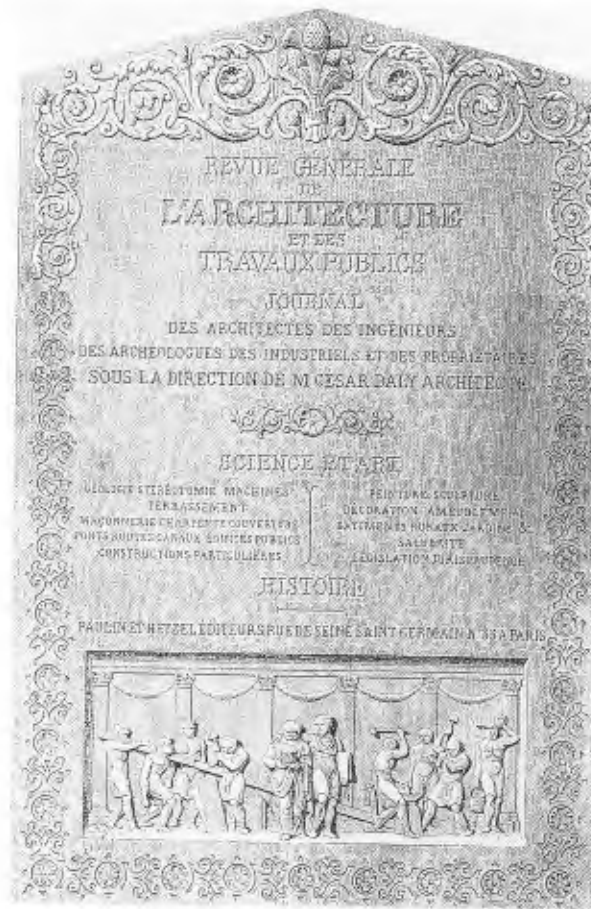 REVUE GÉNÉRALE
DE
L'ARCHITECTURE
ET DES
TRAVAUX PUBLICS
JOURNAL
DES ARCHITECTES DES INGÉNIEURS
DES ARCHÉOLOGUES DES INDUSTRIELS ET DES PROPRIÉTAIRES
SOUS LA DIRECTION DE M CÉSAR DALY ARCHITECTE
SCIENCE ET ART
GÉOLOGIE STÉRÉOTOMIE MACHINES
TERRASSEMENT
MAÇONNERIE CHARPENTE COUVERTURE
PONTS ROUTES CANAUX ÉDIFICES PUBLICS
CONSTRUCTIONS PARTICULIÈRES
PEINTURE SCULPTURE
DÉCORATION AMEUBLEMENT
BATIMENTS RURAUX JARDINS &
SALUBRITÉ
LÉGISLATION JURISPRUDENCE
HISTOIRE
PAULIN ET HETZEL ÉDITEURS RUE DE SEINE SAINT GERMAIN N 33 A PARIS